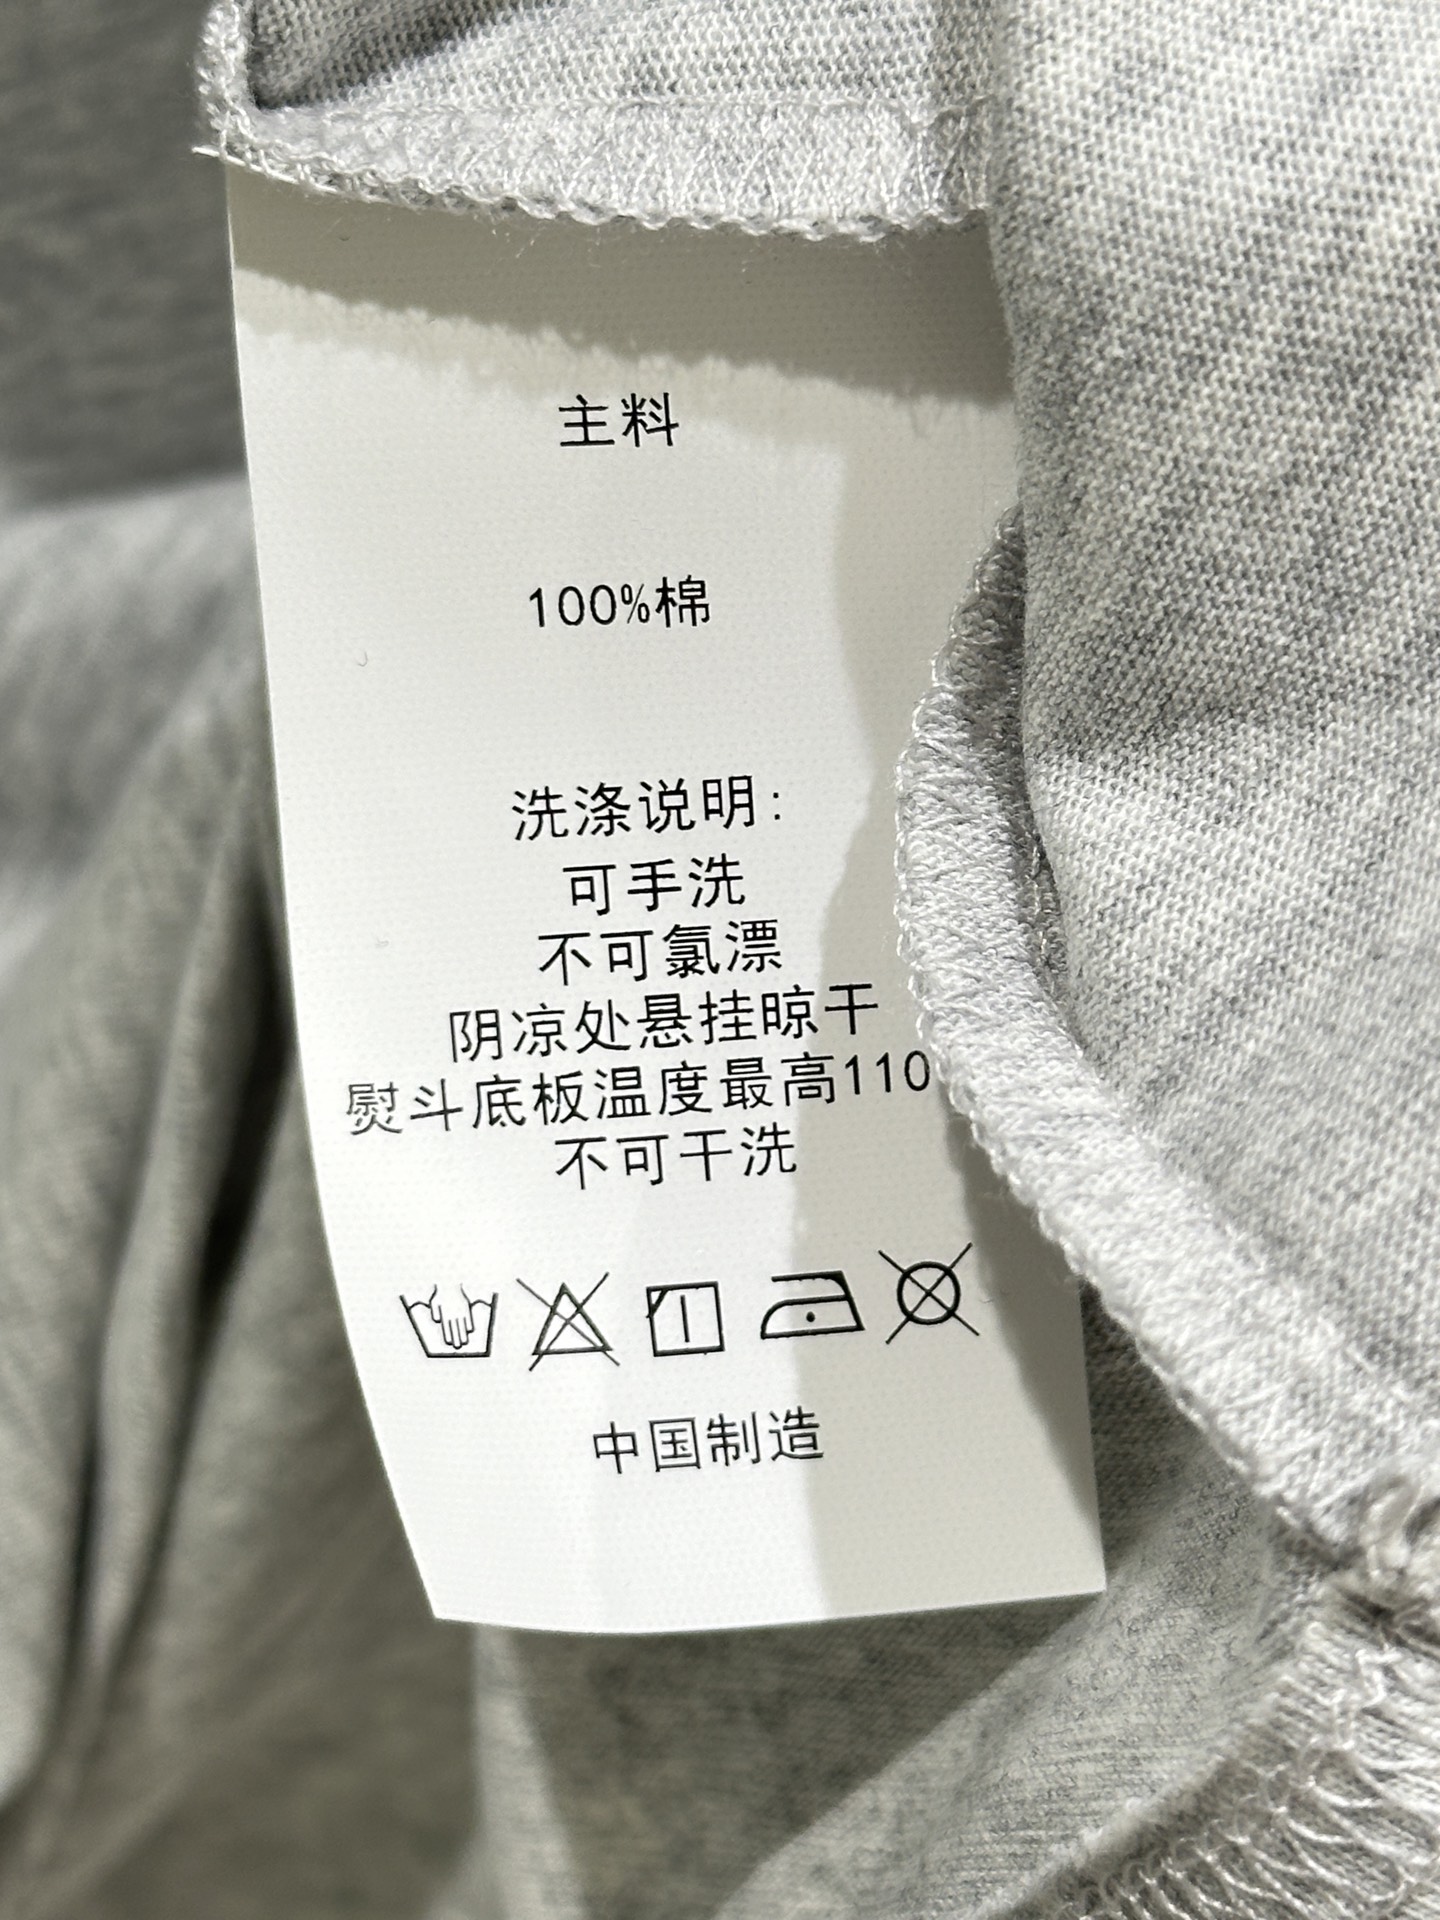 主料
100%棉
洗涤说明:
可手洗
不可氯漂
阴凉处悬挂晾干
熨斗底板温度最高110
不可干洗
中国制造